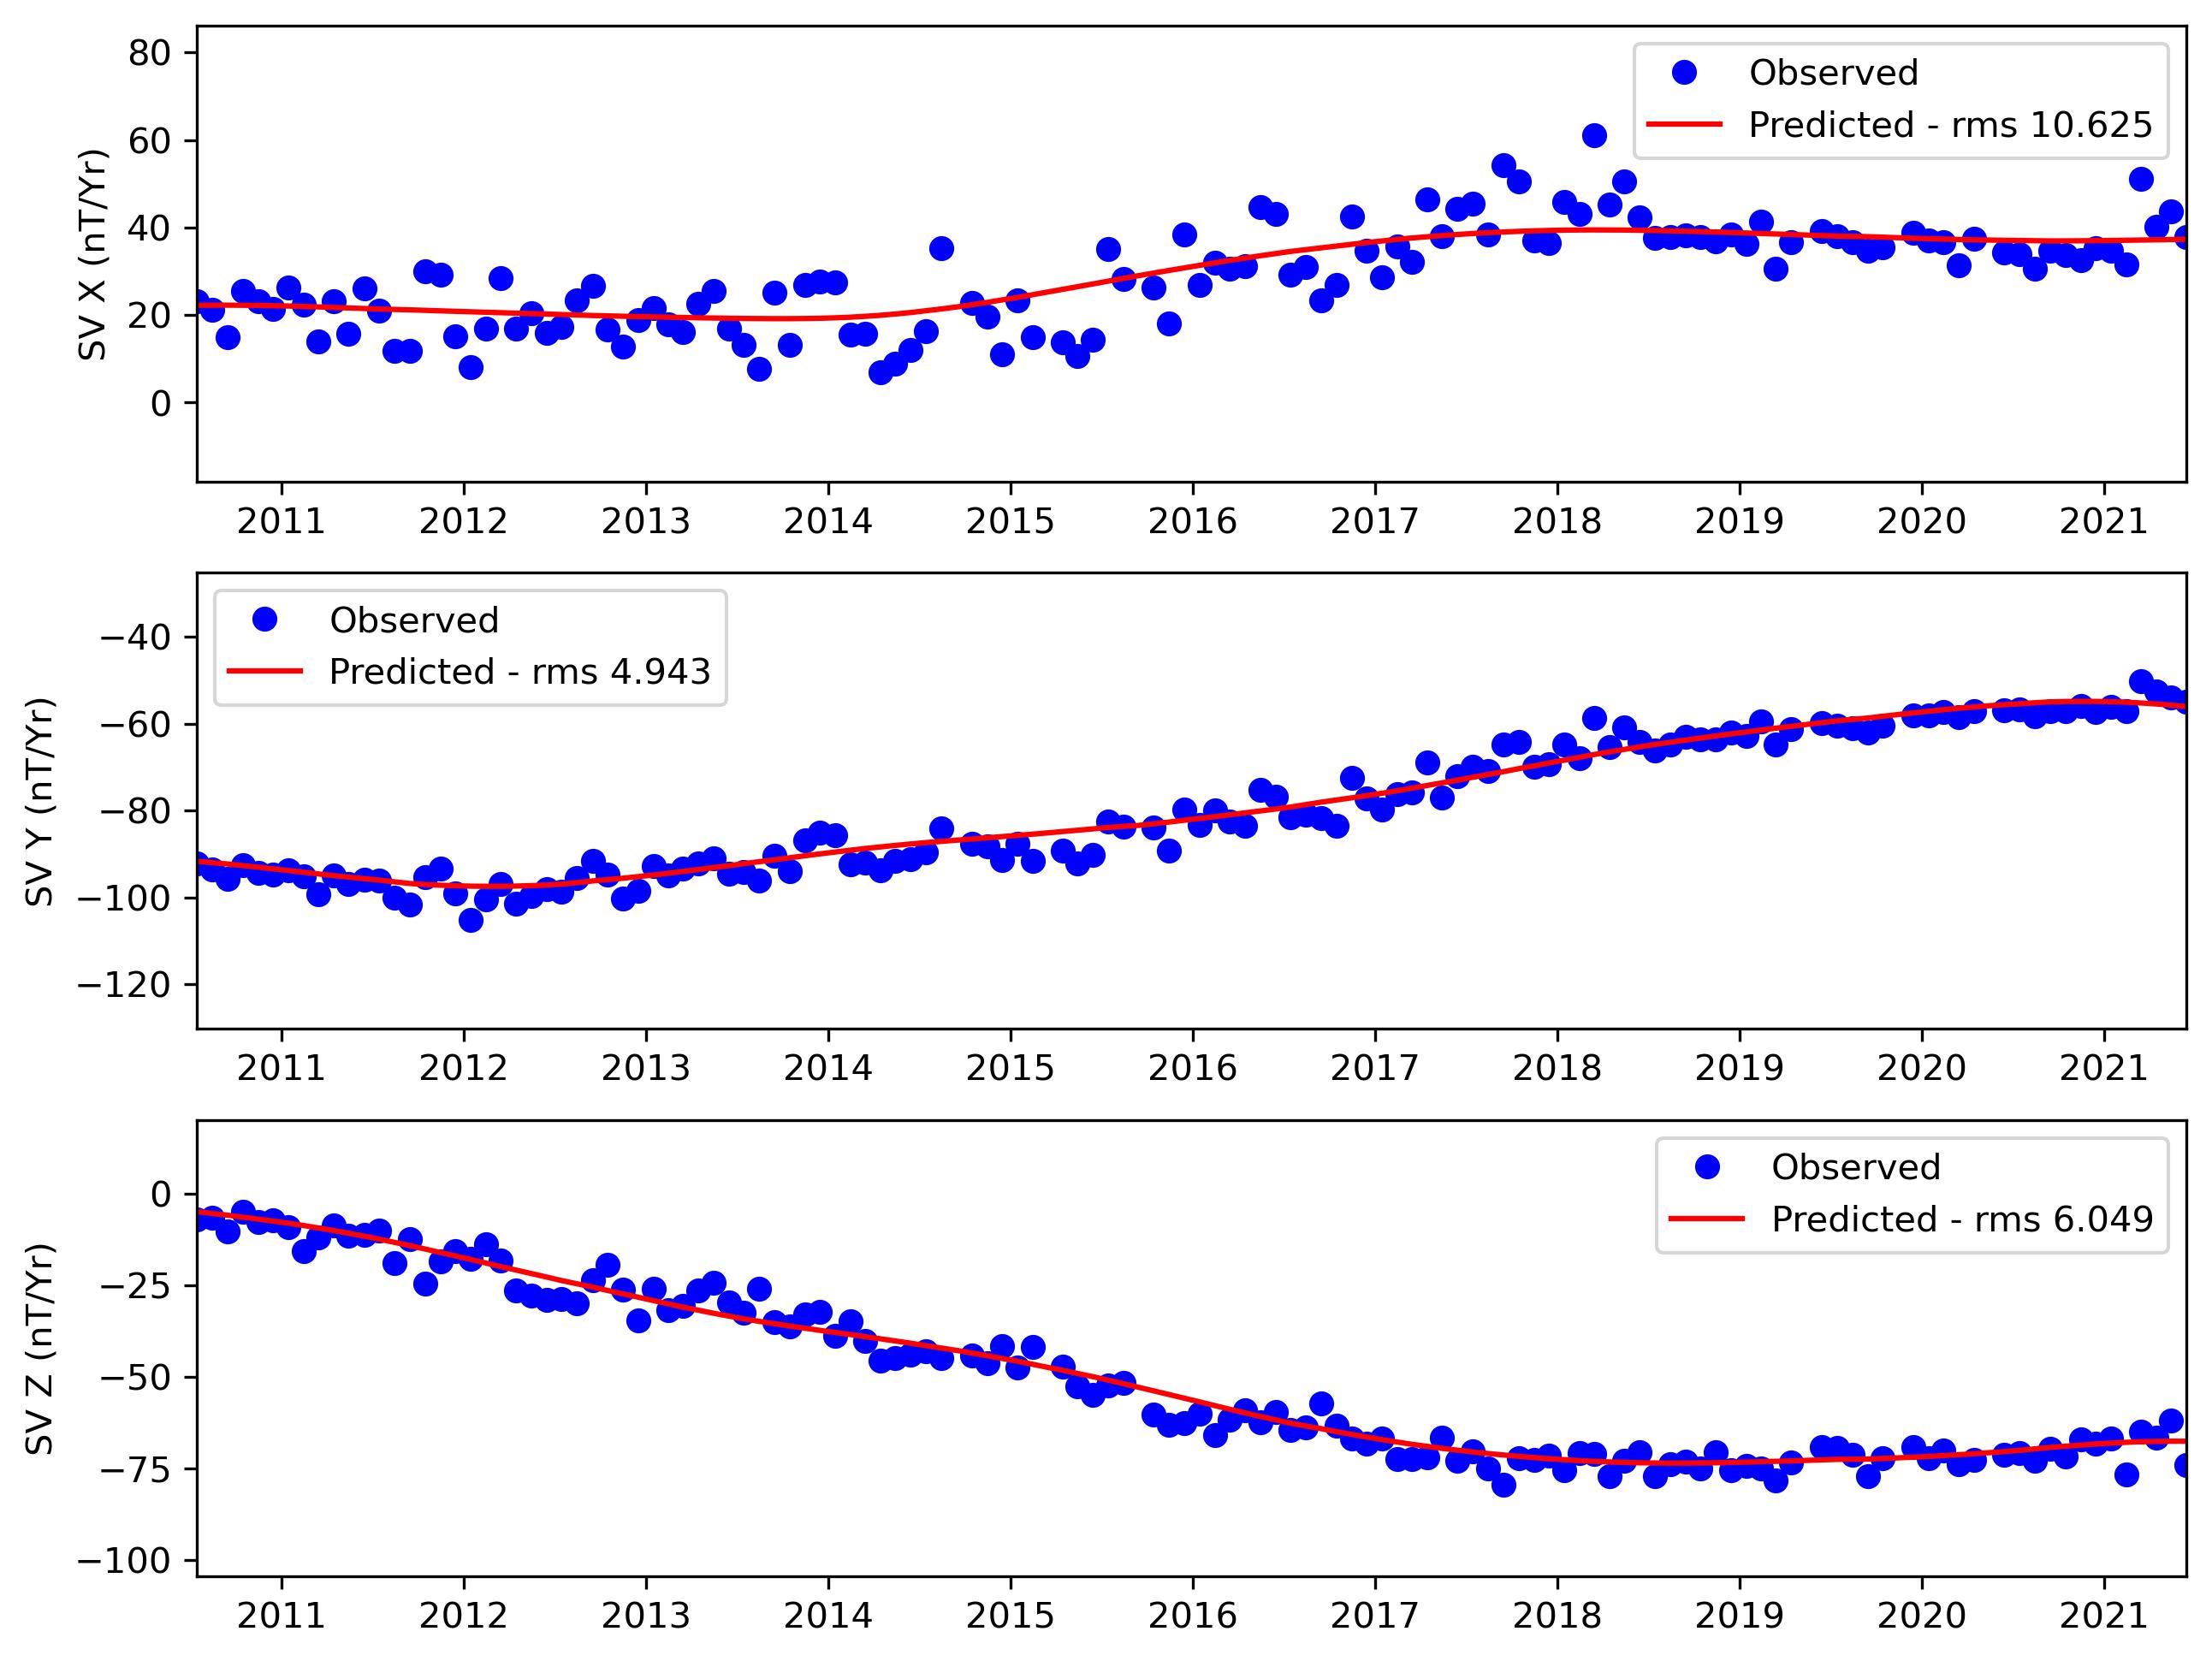 80
60
40
20
0
SV X (nT/Yr)
Observed
Predicted - rms 10.625
2011 2012 2013 2014 2015 2016 2017 2018 2019 2020 2021
−40
−60
−80
−100
−120
SV Y (nT/Yr)
Observed
Predicted - rms 4.943
2011 2012 2013 2014 2015 2016 2017 2018 2019 2020 2021
0
−25
−50
−75
−100
SV Z (nT/Yr)
Observed
Predicted - rms 6.049
2011 2012 2013 2014 2015 2016 2017 2018 2019 2020 2021